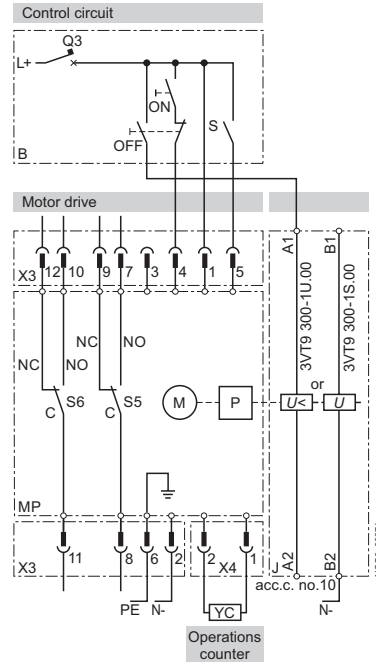 Control circuit
Q3
L+
ON
OFF
S
B
Motor drive
X3 12 10 9 7 3 4 1 5
A1
B1
3VT9 300-1U.00
3VT9 300-1S.00
NC NO
NC NO
or
C S6
C S5
M
P
U<
U
MP
X3 11 8 6 2
2 X4 1
J
A2
B2
acc.c. no.10
PE N-
YC
N-
Operations
counter